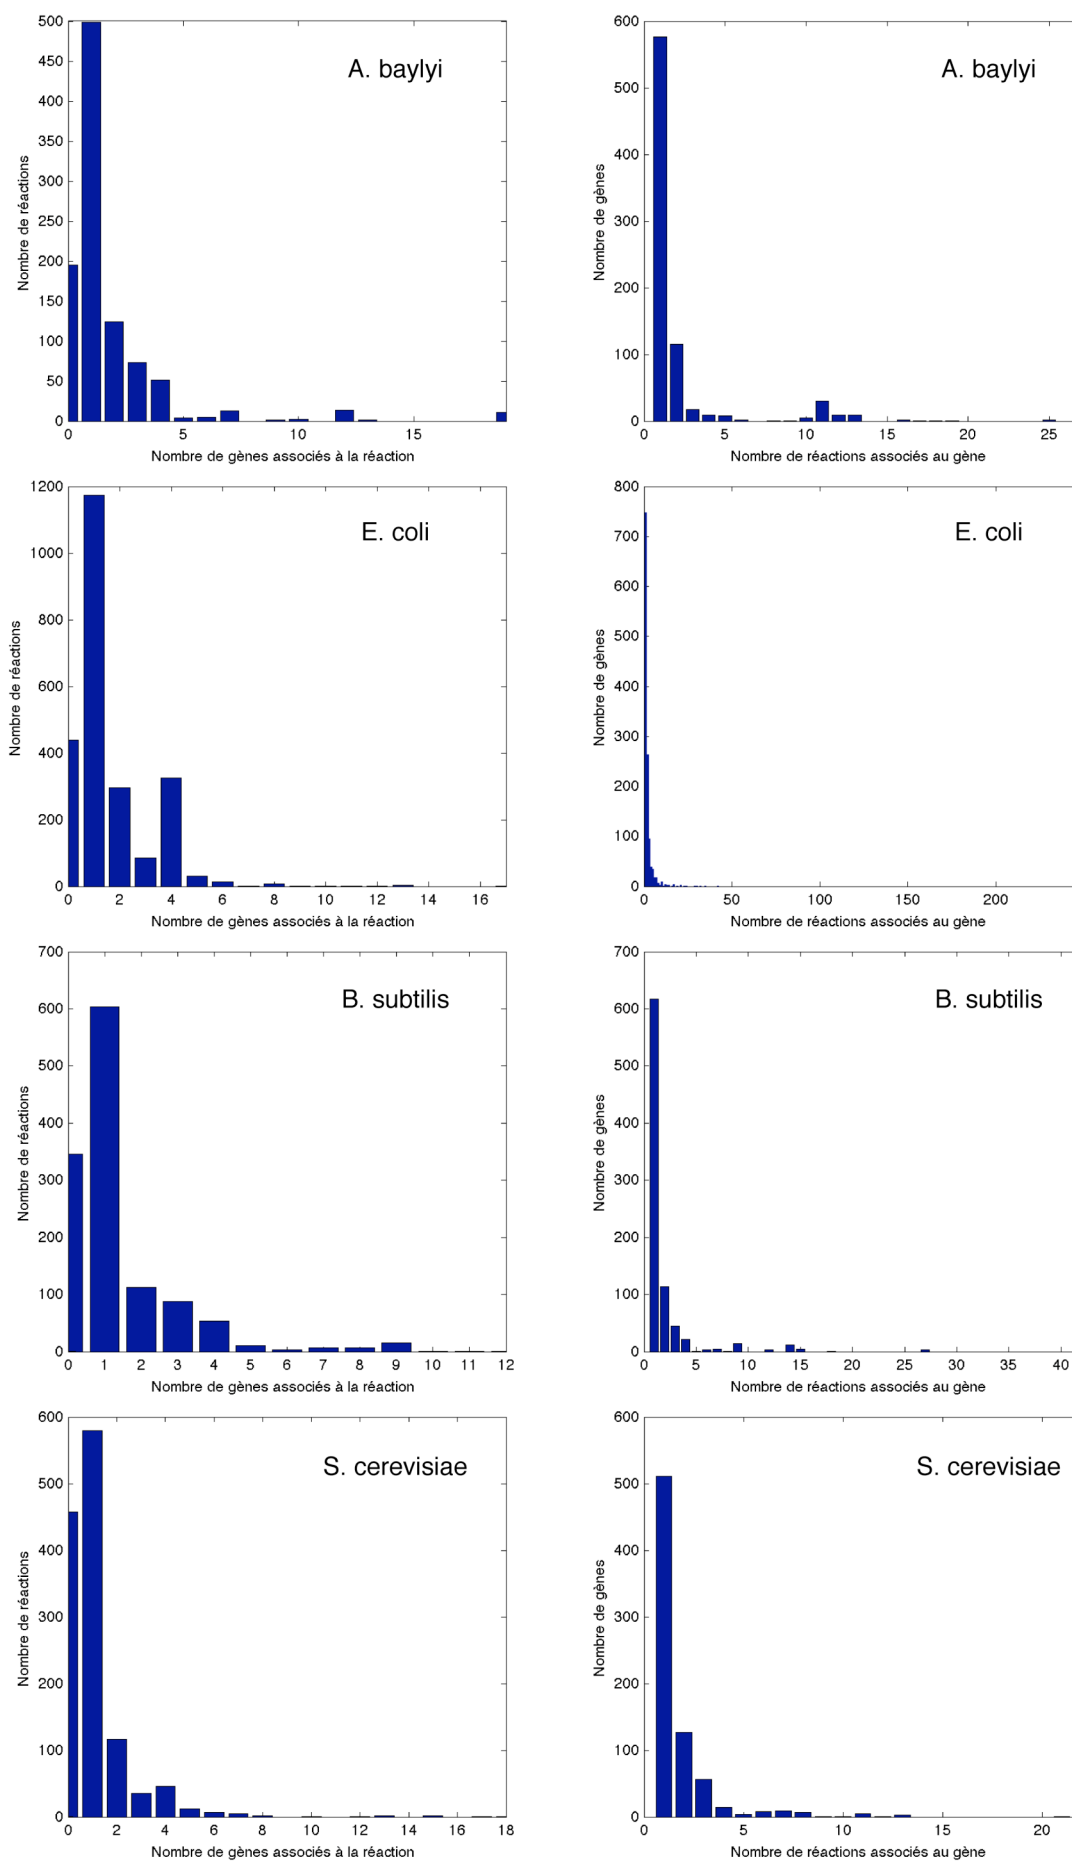 A. baylyi
Nombre de réactions
500
450
400
350
300
250
200
150
100
50
0
0 5 10 15
Nombre de gènes associés à la réaction
A. baylyi
Nombre de gènes
600
500
400
300
200
100
0
0 5 10 15 20 25
Nombre de réactions associés au gène
E. coli
Nombre de réactions
1200
1000
800
600
400
200
0
0 2 4 6 8 10 12 14 16
Nombre de gènes associés à la réaction
E. coli
Nombre de gènes
800
700
600
500
400
300
200
100
0
0 50 100 150 200
Nombre de réactions associés au gène
B. subtilis
Nombre de réactions
700
600
500
400
300
200
100
0
0 1 2 3 4 5 6 7 8 9 10 11 12
Nombre de gènes associés à la réaction
B. subtilis
Nombre de gènes
700
600
500
400
300
200
100
0
0 5 10 15 20 25 30 35 40
Nombre de réactions associés au gène
S. cerevisiae
Nombre de réactions
600
500
400
300
200
100
0
0 2 4 6 8 10 12 14 16 18
Nombre de gènes associés à la réaction
S. cerevisiae
Nombre de gènes
600
500
400
300
200
100
0
0 5 10 15 20
Nombre de réactions associés au gène